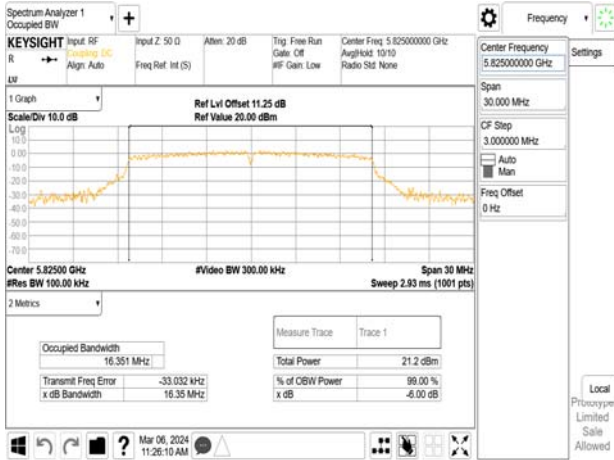 Spectrum Analyzer 1
Occupied BW
Frequency
KEYSIGHT Input: RF Input Z: 50 Ω Atten: 20 dB Trig: Free Run Center Freq: 5.825000000 GHz
R Coupling: DC Gate: Off Avg|Hold: 10/10
Align: Auto Freq Ref: Int (S) #IF Gain: Low Radio Std: None
LXI
Center Frequency
5.825000000 GHz
Settings
Span
30.000 MHz
CF Step
3.000000 MHz
Auto
Man
Freq Offset
0 Hz
1 Graph
Ref Lvl Offset 11.25 dB
Scale/Div 10.0 dB Ref Value 20.00 dBm
Log
10.0
0.00
-10.0
-20.0
-30.0
-40.0
-50.0
-60.0
-70.0
Center 5.82500 GHz #Video BW 300.00 kHz Span 30 MHz
#Res BW 100.00 kHz Sweep 2.93 ms (1001 pts)
2 Metrics
Measure Trace Trace 1
Occupied Bandwidth
16.351 MHz Total Power 21.2 dBm
Transmit Freq Error -33.032 kHz % of OBW Power 99.00 %
x dB Bandwidth 16.35 MHz x dB -6.00 dB
Local
Prototype
Limited
Sale
Allowed
?
Mar 06, 2024
11:26:10 AM